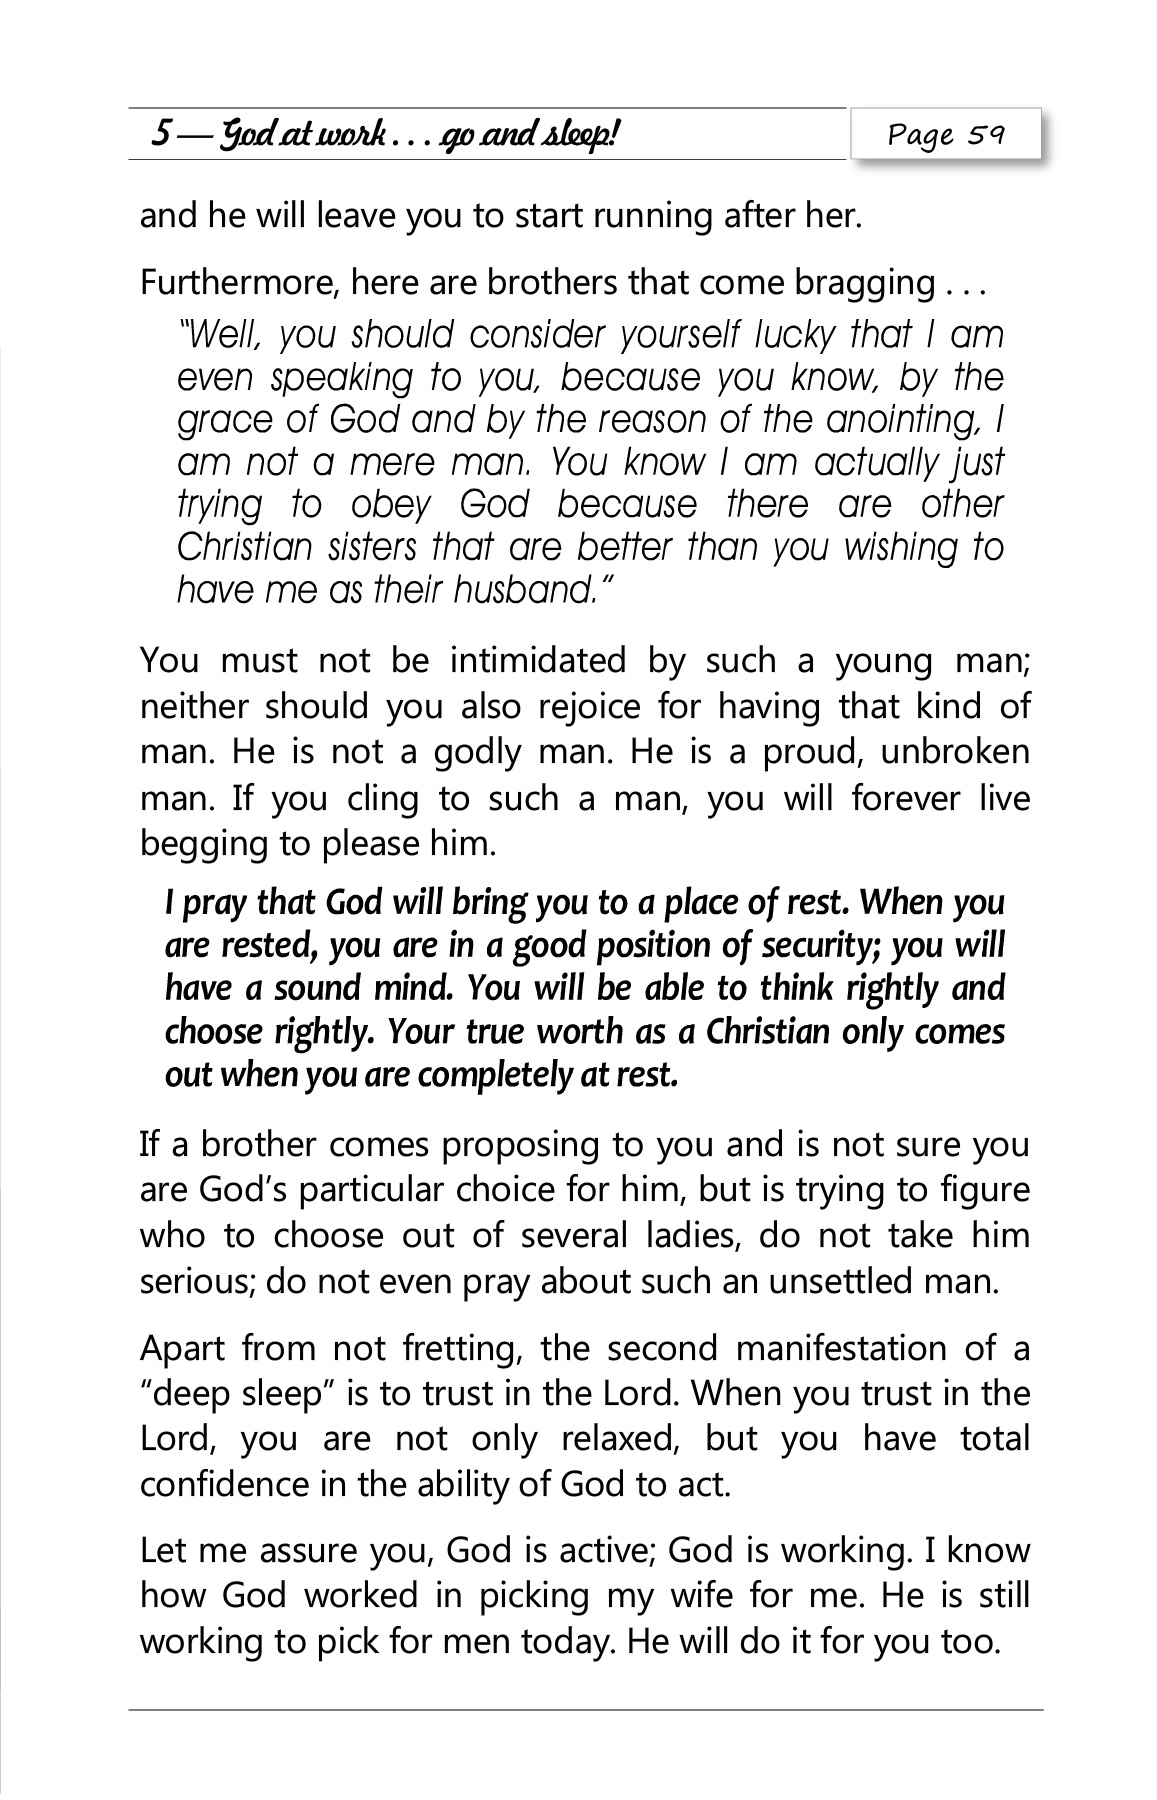 5 — God at work . . . go and sleep!
Page 59
and he will leave you to start running after her.
Furthermore, here are brothers that come bragging . . .
“Well, you should consider yourself lucky that I am
even speaking to you, because you know, by the
grace of God and by the reason of the anointing, I
am not a mere man. You know I am actually just
trying to obey God because there are other
Christian sisters that are better than you wishing to
have me as their husband.”
You must not be intimidated by such a young man;
neither should you also rejoice for having that kind of
man. He is not a godly man. He is a proud, unbroken
man. If you cling to such a man, you will forever live
begging to please him.
I pray that God will bring you to a place of rest. When you
are rested, you are in a good position of security; you will
have a sound mind. You will be able to think rightly and
choose rightly. Your true worth as a Christian only comes
out when you are completely at rest.
If a brother comes proposing to you and is not sure you
are God’s particular choice for him, but is trying to figure
who to choose out of several ladies, do not take him
serious; do not even pray about such an unsettled man.
Apart from not fretting, the second manifestation of a
“deep sleep” is to trust in the Lord. When you trust in the
Lord, you are not only relaxed, but you have total
confidence in the ability of God to act.
Let me assure you, God is active; God is working. I know
how God worked in picking my wife for me. He is still
working to pick for men today. He will do it for you too.